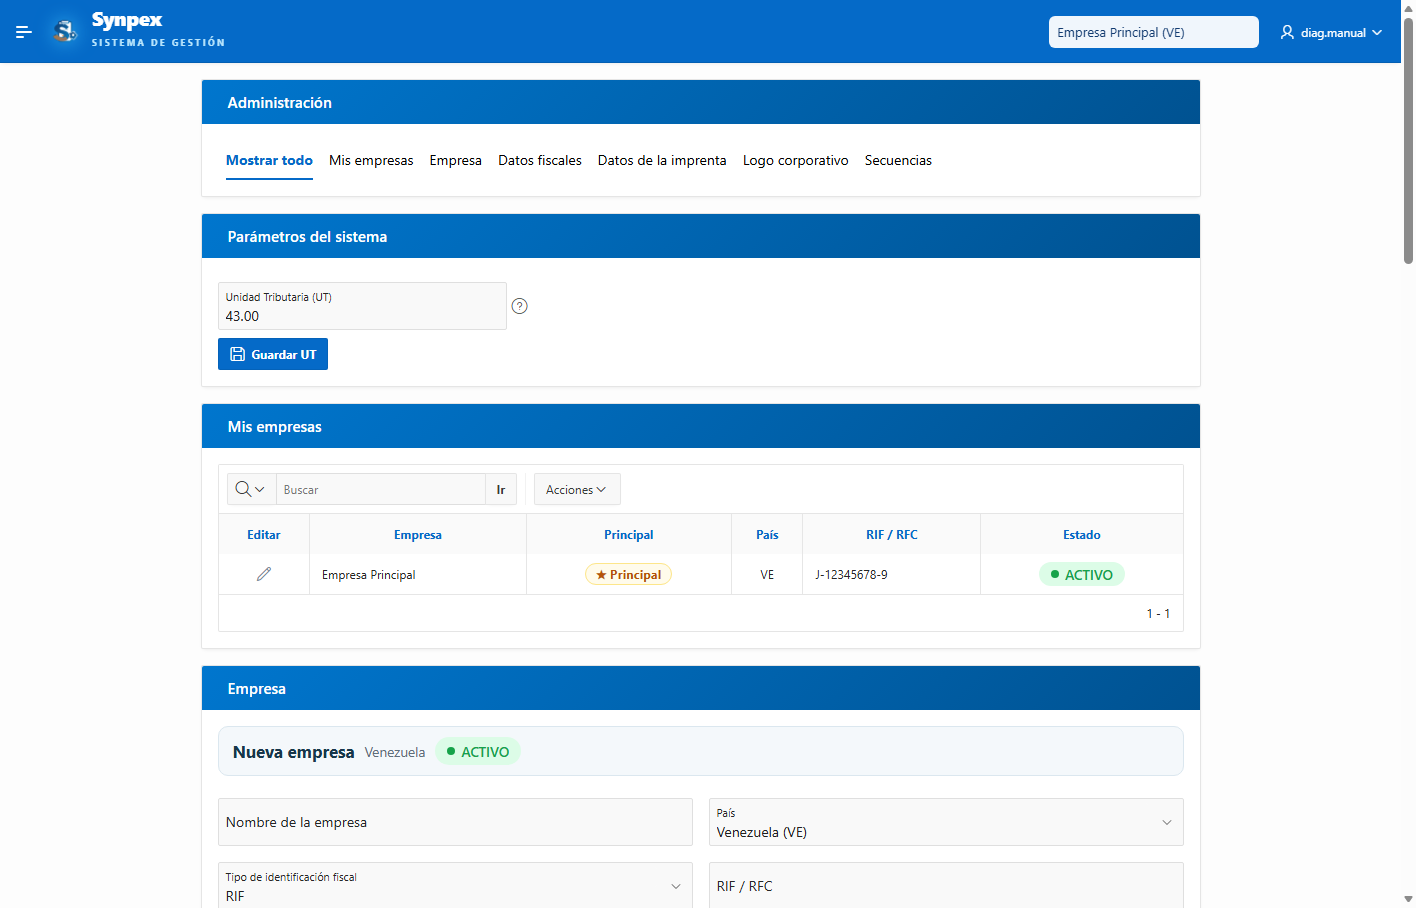 Synpex
SISTEMA DE GESTIÓN
Empresa Principal (VE)
diag.manual
Administración
Mostrar todo Mis empresas Empresa Datos fiscales Datos de la imprenta Logo corporativo Secuencias
Parámetros del sistema
Unidad Tributaria (UT)
43.00
?
Guardar UT
Mis empresas
Buscar Ir Acciones
Editar Empresa Principal País RIF / RFC Estado
Empresa Principal ★ Principal VE J-12345678-9 ACTIVO
1 - 1
Empresa
Nueva empresa Venezuela ACTIVO
Nombre de la empresa
País
Venezuela (VE)
Tipo de identificación fiscal
RIF
RIF / RFC